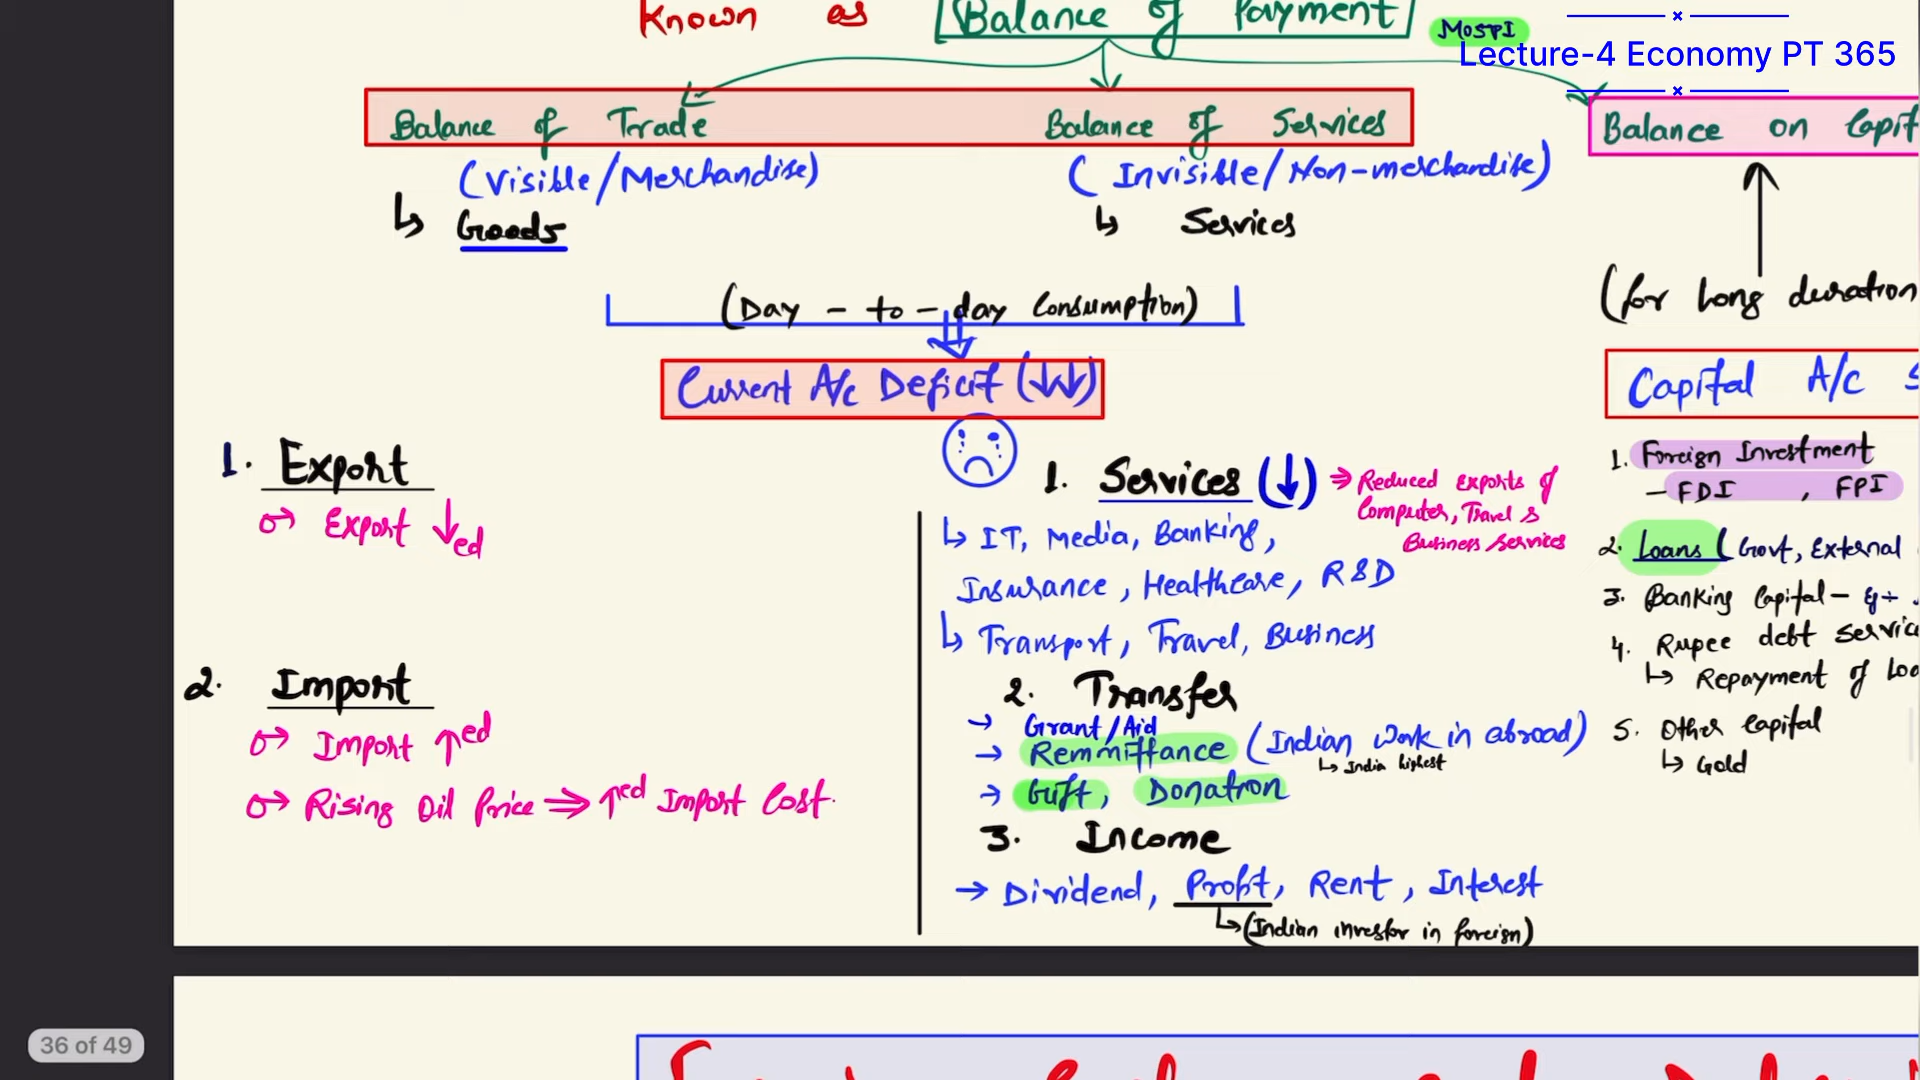 Known as Balance of Payment
MOSPI
Lecture-4 Economy PT 365
Balance of Trade
Balance of Services
Balance on Capit
(Visible/Merchandise)
(Invisible/Non-merchandise)
↳ Goods
↳ Services
(for long duration
(Day - to - day Consumption)
Current A/c Deficit (↓↓)
Capital A/c S
1. Export
⇒ Export ↓ed
2. Import
⇒ Import ↑ed
⇒ Rising Oil Price ⇒ ↑ed Import Cost.
1. Services (↓) ⇒ Reduced exports of
Computer, Travel &
Business Services
↳ IT, Media, Banking,
Insurance, Healthcare, R&D
↳ Transport, Travel, Business
2. Transfer
→ Grant/Aid
→ Remmittance (Indian work in abroad)
↳ India highest
→ Gift, Donation
3. Income
→ Dividend, Profit, Rent, Interest
↳ (Indian investor in foreign)
1. Foreign Investment
- FDI, FPI
2. Loans (Govt, External
3. Banking Capital -
4. Rupee debt servic
↳ Repayment of Loa
5. Other Capital
↳ Gold
36 of 49